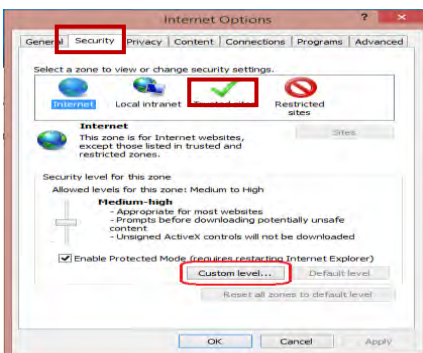 Internet Options ?
General Security Privacy Content Connections Programs Advanced
Select a zone to view or change security settings.
Internet Local intranet Trusted sites Restricted
sites
Internet
Sites
This zone is for Internet websites,
except those listed in trusted and
restricted zones.
Security level for this zone
Allowed levels for this zone: Medium to High
Medium-high
- Appropriate for most websites
- Prompts before downloading potentially unsafe
content
- Unsigned ActiveX controls will not be downloaded
Enable Protected Mode (requires restarting Internet Explorer)
Custom level... Default level
Reset all zones to default level
OK Cancel Apply